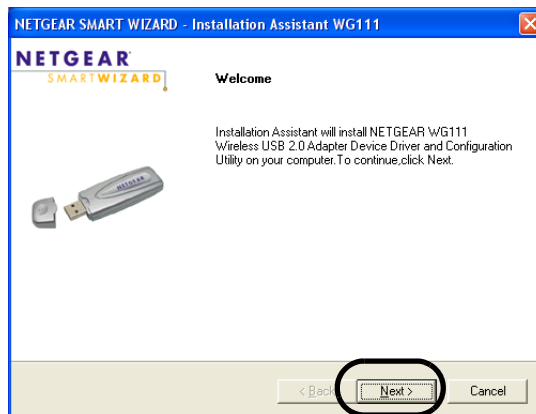 NETGEAR SMART WIZARD - Installation Assistant WG111
NETGEAR
SMARTWIZARD
Welcome
Installation Assistant will install NETGEAR WG111
Wireless USB 2.0 Adapter Device Driver and Configuration
Utility on your computer.To continue,click Next.
NETGEAR
< Back
Next >
Cancel